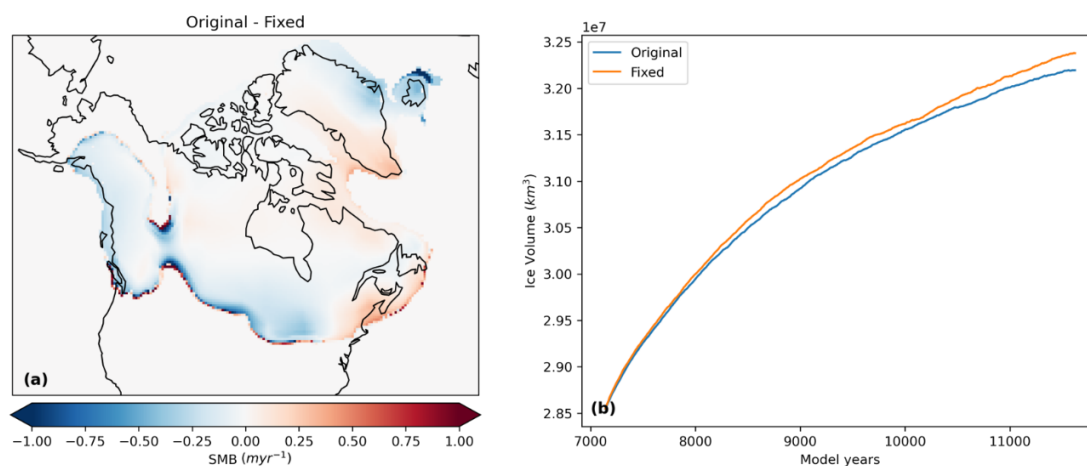 Original - Fixed
(a)
−1.00 −0.75 −0.50 −0.25 0.00 0.25 0.50 0.75 1.00
SMB (myr⁻¹)
1e7
Original
Fixed
3.25
3.20
3.15
3.10
3.05
3.00
2.95
2.90
2.85
Ice Volume (km³)
(b)
7000 8000 9000 10000 11000
Model years